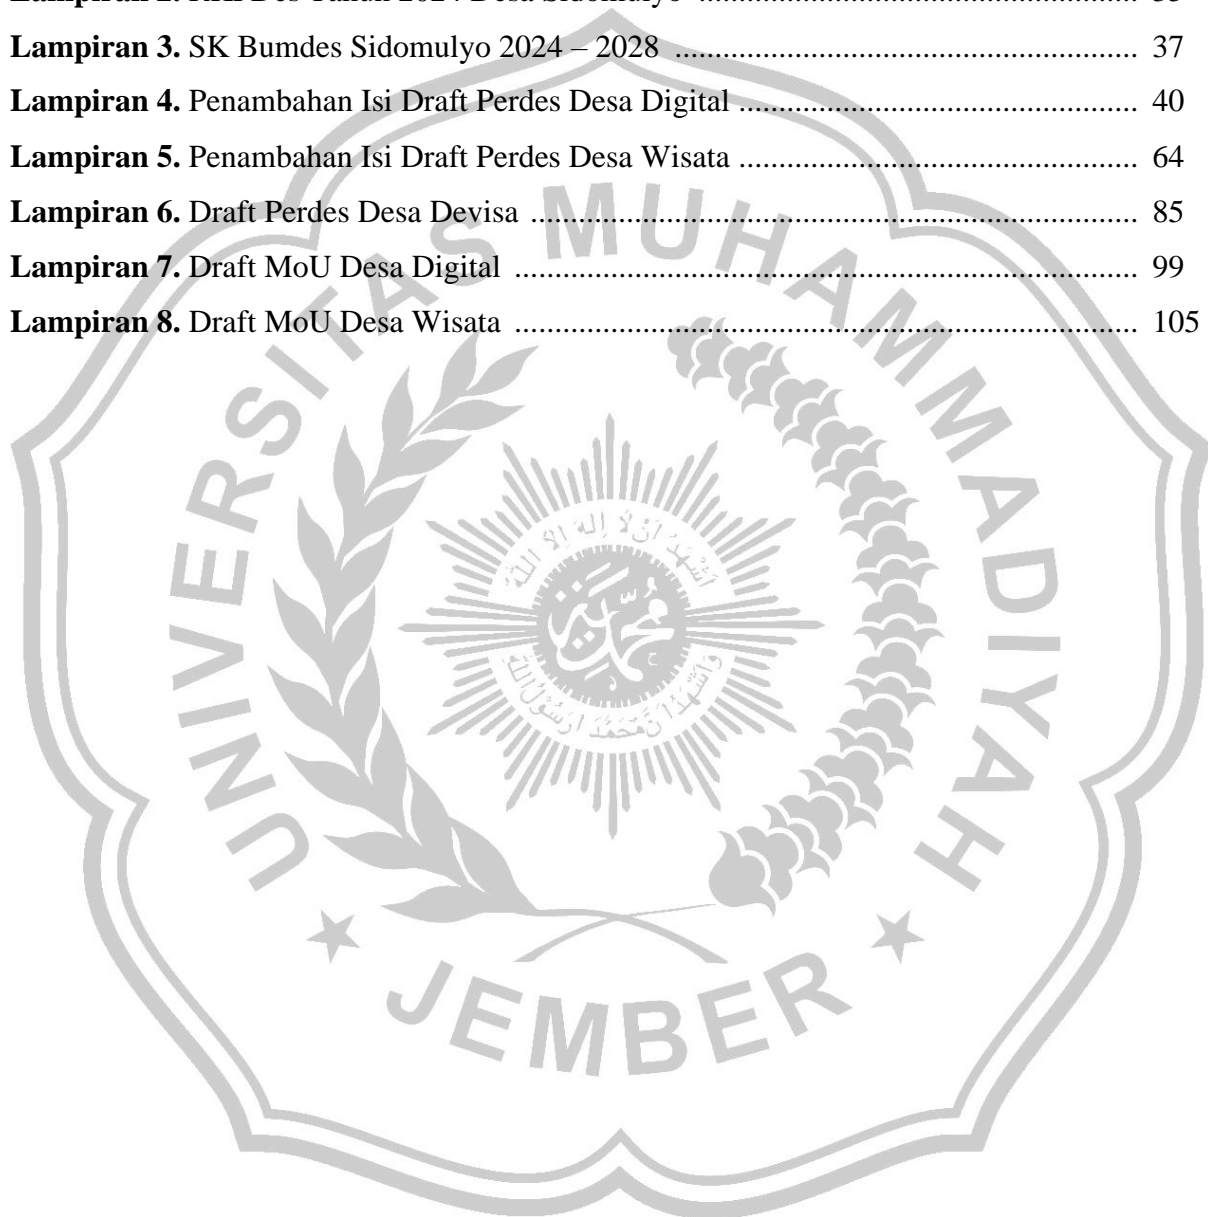 Lampiran 3. SK Bumdes Sidomulyo 2024 – 2028 ........................................................ 37
Lampiran 4. Penambahan Isi Draft Perdes Desa Digital ................................................ 40
Lampiran 5. Penambahan Isi Draft Perdes Desa Wisata ................................................ 64
Lampiran 6. Draft Perdes Desa Devisa ......................................................................... 85
Lampiran 7. Draft MoU Desa Digital ........................................................................... 99
Lampiran 8. Draft MoU Desa Wisata ........................................................................... 105
UNIVERSITAS MUHAMMADIYAH
JEMBER